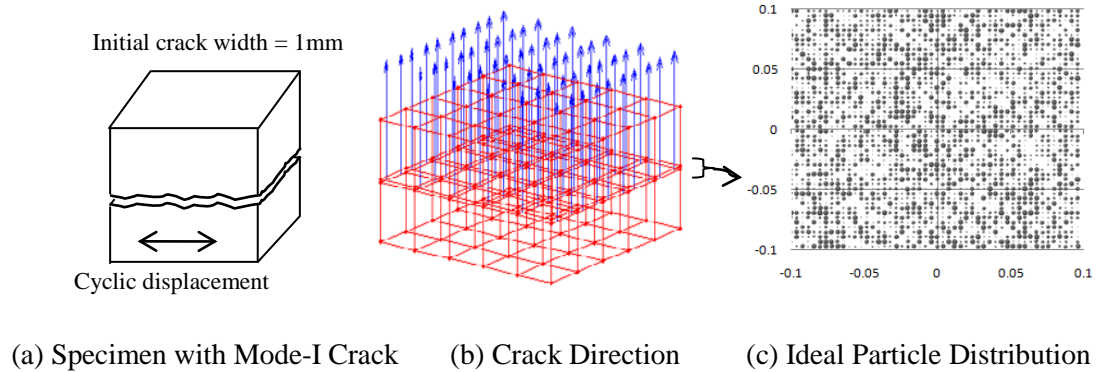 Initial crack width = 1mm
Cyclic displacement
0.1
0.05
0
-0.05
-0.1
-0.1 -0.05 0 0.05 0.1
(a) Specimen with Mode-I Crack (b) Crack Direction (c) Ideal Particle Distribution